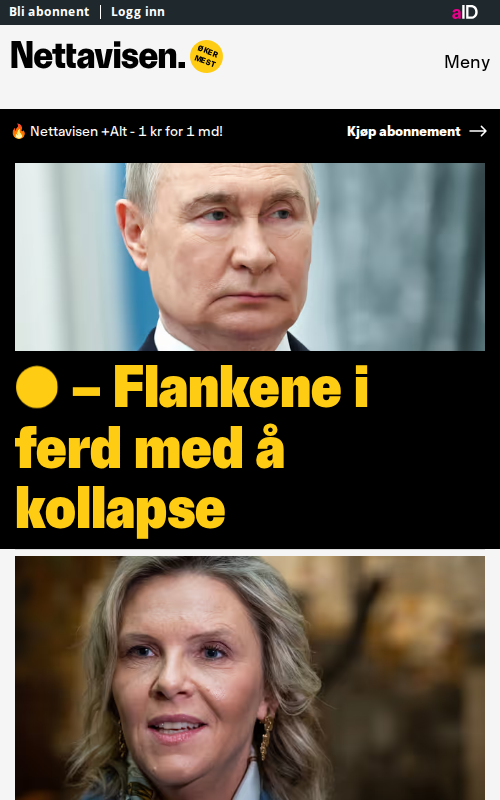 Bli abonnent | Logg inn
aID
Nettavisen.
ØKER
MEST
Meny
Nettavisen +Alt - 1 kr for 1 md!
Kjøp abonnement →
– Flankene i
ferd med å
kollapse